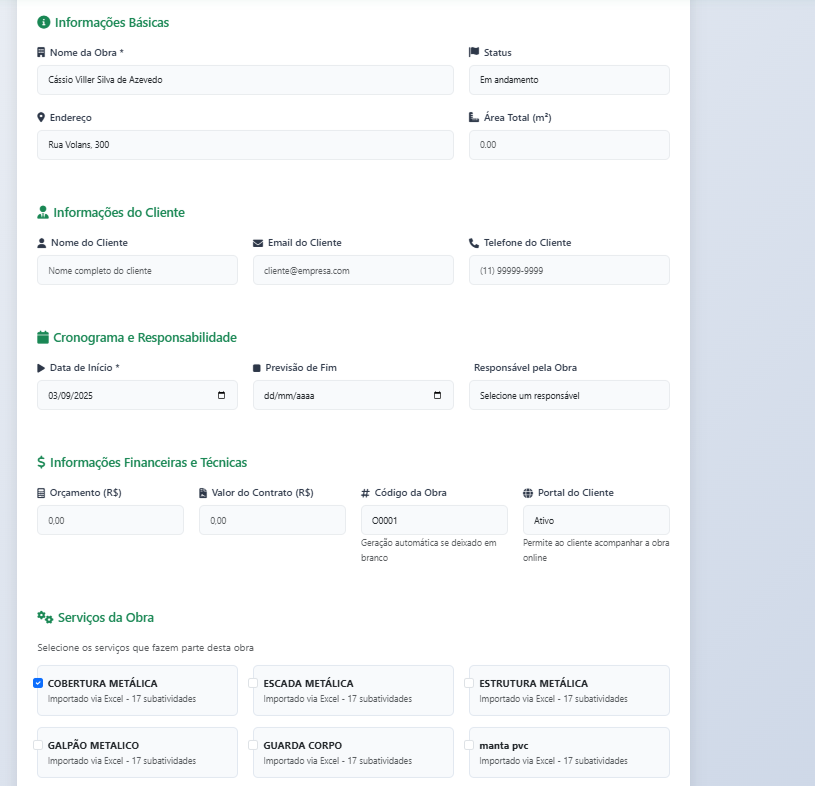 Informações Básicas
Nome da Obra *
Status
Cássio Viller Silva de Azevedo
Em andamento
Endereço
Área Total (m²)
Rua Volans, 300
0.00
Informações do Cliente
Nome do Cliente
Email do Cliente
Telefone do Cliente
Nome completo do cliente
cliente@empresa.com
(11) 99999-9999
Cronograma e Responsabilidade
Data de Início *
Previsão de Fim
Responsável pela Obra
03/09/2025
dd/mm/aaaa
Selecione um responsável
Informações Financeiras e Técnicas
Orçamento (R$)
Valor do Contrato (R$)
Código da Obra
Portal do Cliente
0,00
0,00
O0001
Ativo
Geração automática se deixado em
branco
Permite ao cliente acompanhar a obra
online
Serviços da Obra
Selecione os serviços que fazem parte desta obra
COBERTURA METÁLICA
Importado via Excel - 17 subatividades
ESCADA METÁLICA
Importado via Excel - 17 subatividades
ESTRUTURA METÁLICA
Importado via Excel - 17 subatividades
GALPÃO METALICO
Importado via Excel - 17 subatividades
GUARDA CORPO
Importado via Excel - 17 subatividades
manta pvc
Importado via Excel - 17 subatividades